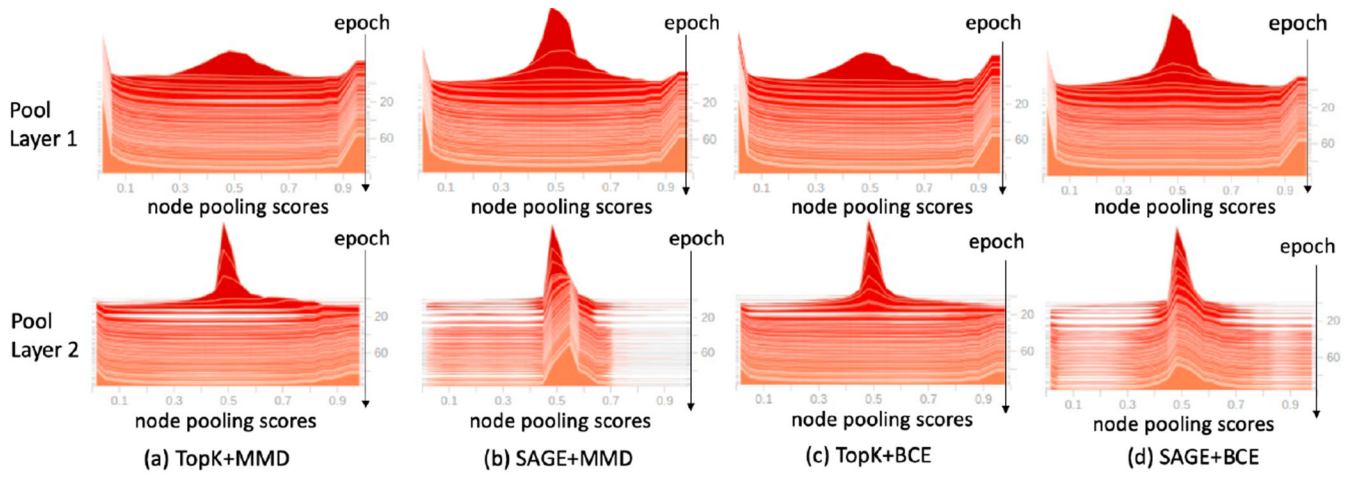 epoch epoch epoch epoch
20 20 20 20
Pool
Layer 1
60 60 60 60
0.1 0.3 0.5 0.7 0.9 0.1 0.3 0.5 0.7 0.9 0.1 0.3 0.5 0.7 0.9 0.1 0.3 0.5 0.7 0.9
node pooling scores node pooling scores node pooling scores node pooling scores
epoch epoch epoch epoch
20 20 20 20
Pool
Layer 2
60 60 60 60
0.1 0.3 0.5 0.7 0.9 0.1 0.3 0.5 0.7 0.9 0.1 0.3 0.5 0.7 0.9 0.1 0.3 0.5 0.7 0.9
node pooling scores node pooling scores node pooling scores node pooling scores
(a) TopK+MMD (b) SAGE+MMD (c) TopK+BCE (d) SAGE+BCE